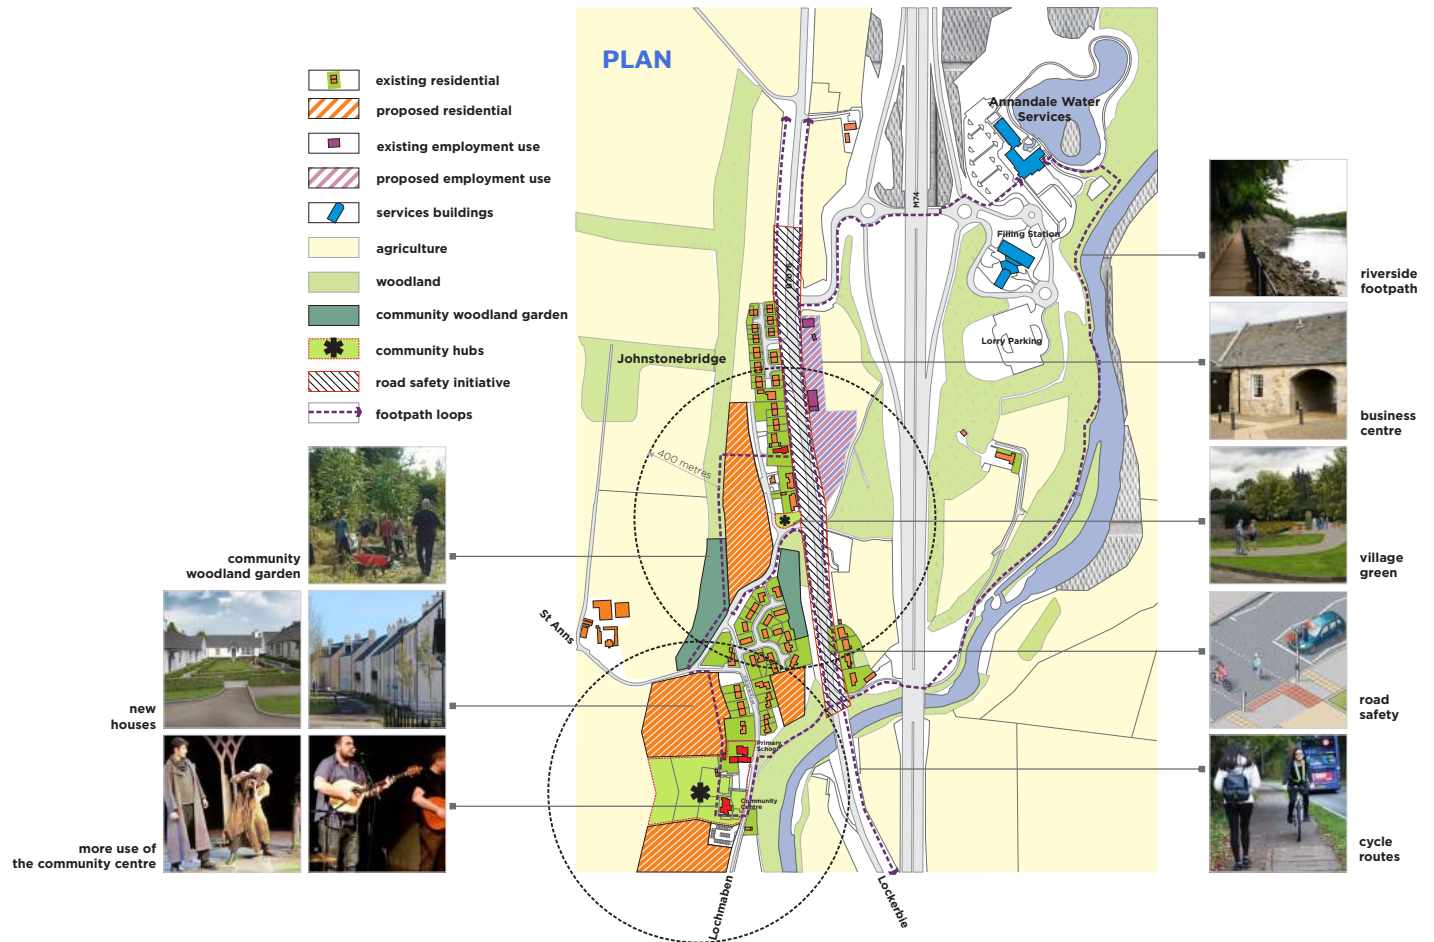 PLAN
existing residential
proposed residential
existing employment use
proposed employment use
services buildings
agriculture
woodland
community woodland garden
community hubs
road safety initiative
footpath loops
Annandale Water
Services
M74
Filling Station
Lorry Parking
Johnstonebridge
400 metres
St Anns
Primary
School
Community
Centre
Lochmaben
Lockerbie
community
woodland garden
new
houses
more use of
the community centre
riverside
footpath
business
centre
village
green
road
safety
cycle
routes